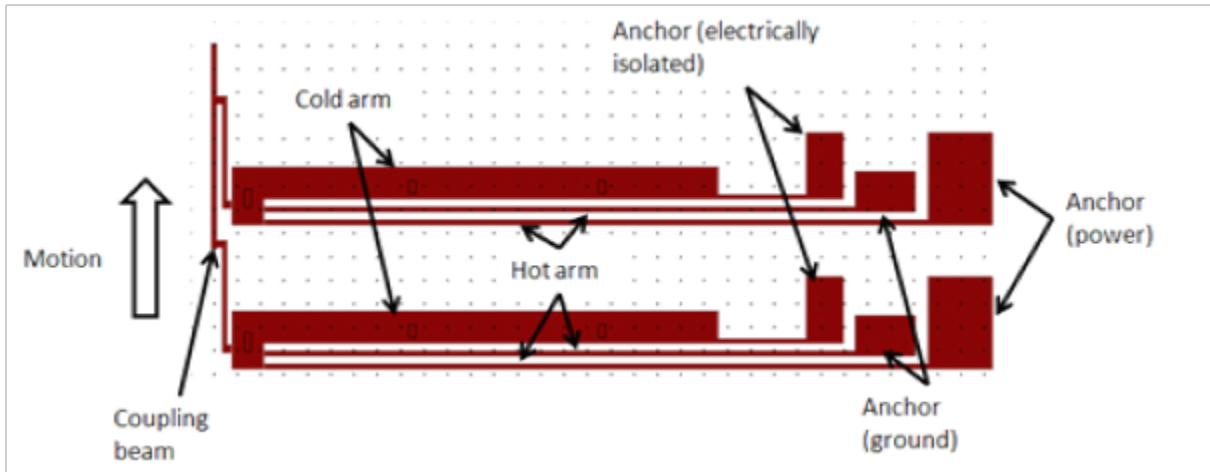 Anchor (electrically
isolated)
Cold arm
Anchor
(power)
Motion
Hot arm
Coupling
beam
Anchor
(ground)